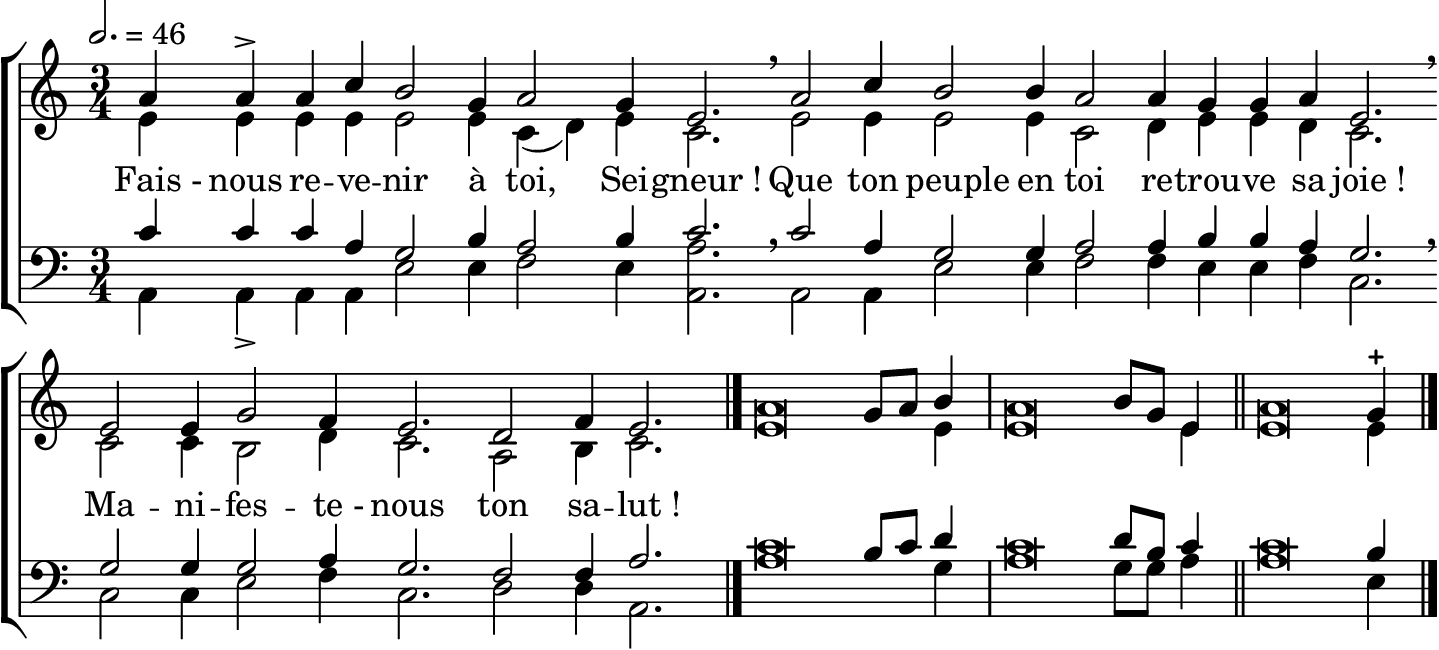 = 46
Fais - nous re – ve – nir à toi, Seigneur ! Que ton peuple en toi retrouve sa joie !
Ma – ni – fes – te - nous ton sa – lut !